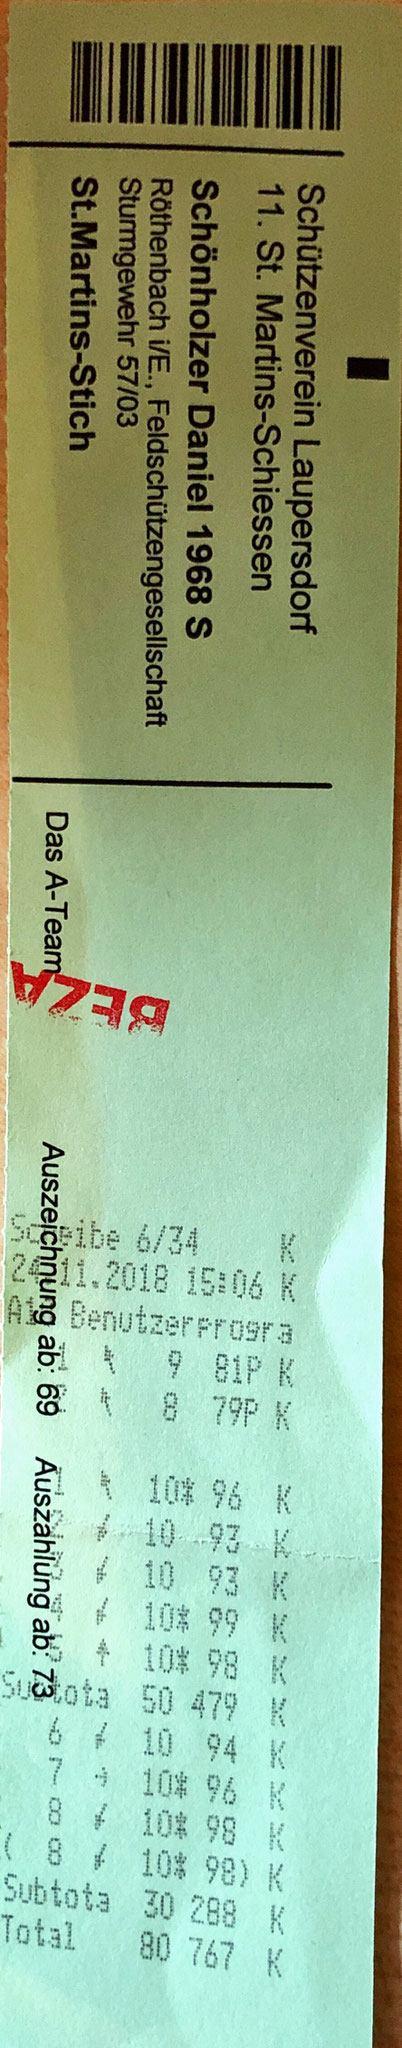 Schützenverein Laupersdorf
11. St. Martins-Schiessen
Schönholzer Daniel 1968 S
Röthenbach i/E., Feldschützengesellschaft
Sturmgewehr 57/03
St.Martins-Stich
Das A-Team
BEZA
Auszeichnung ab: 69 Auszahlung ab: 73
Scheibe 6/34 K
24.11.2018 15:06 K
Benutzerprogra
9 81P K
8 79P K
10* 96 K
10 93 K
10 93 K
10* 99 K
10* 98 K
Subtota 50 479 K
6 10 94 K
7 10* 96 K
8 10* 98 K
( 8 10* 98) K
Subtota 30 288 K
Total 80 767 K